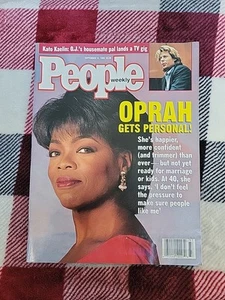 Kato Kaelin: O.J.'s housemate pal lands a TV gig
People
weekly
OPRAH
GETS PERSONAL!
She's happier,
more confident
(and trimmer) than
ever—but not yet
ready for marriage
or kids. At 40, she
says, 'I don't feel
the pressure to
make sure people
like me'